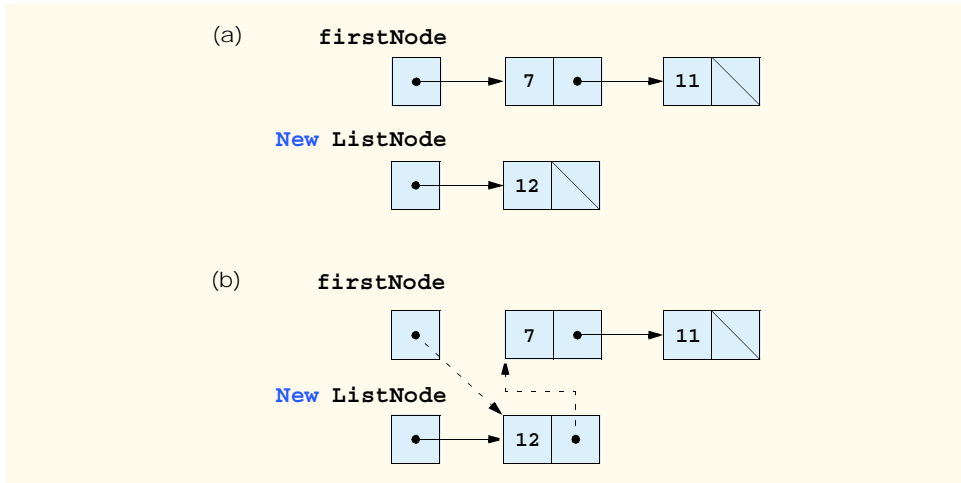 (a) firstNode
7 11
New ListNode
12
(b) firstNode
7 11
New ListNode
12